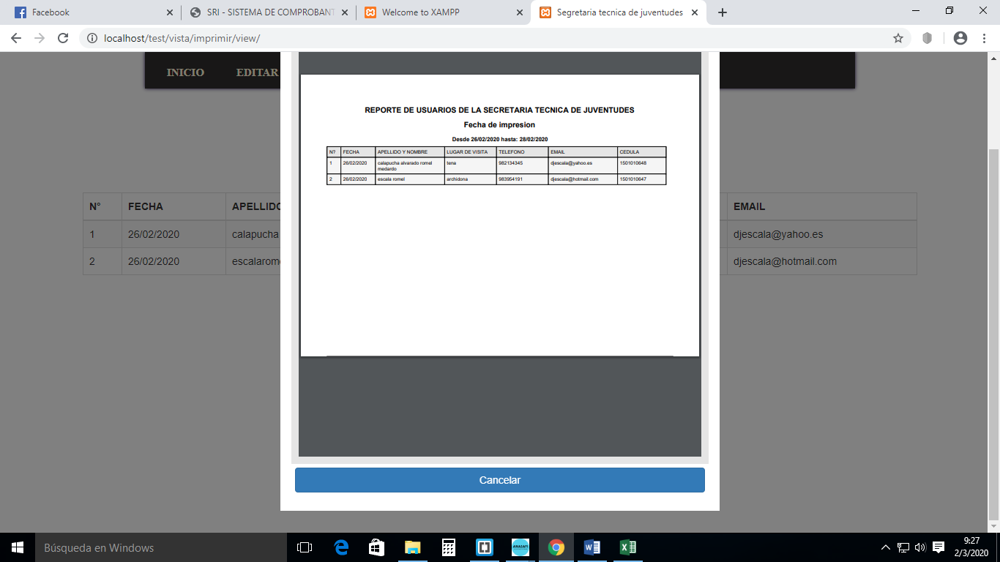 Facebook
SRI - SISTEMA DE COMPROBANT
Welcome to XAMPP
Segretaria tecnica de juventudes
localhost/test/vista/imprimir/view/
INICIO EDITAR
REPORTE DE USUARIOS DE LA SECRETARIA TECNICA DE JUVENTUDES
Fecha de impresion
Desde 26/02/2020 hasta: 28/02/2020
N? FECHA APELLIDO Y NOMBRE LUGAR DE VISITA TELEFONO EMAIL CEDULA
1 26/02/2020 calapucha alvarado romel tena 982134345 djescala@yahoo.es 1501010648
medardo
2 26/02/2020 escala romel archidona 983954191 djescala@hotmail.com 1501010647
N° FECHA APELLIDO EMAIL
1 26/02/2020 calapucha djescala@yahoo.es
2 26/02/2020 escalarom djescala@hotmail.com
Cancelar
Búsqueda en Windows
ANASATI
9:27
2/3/2020